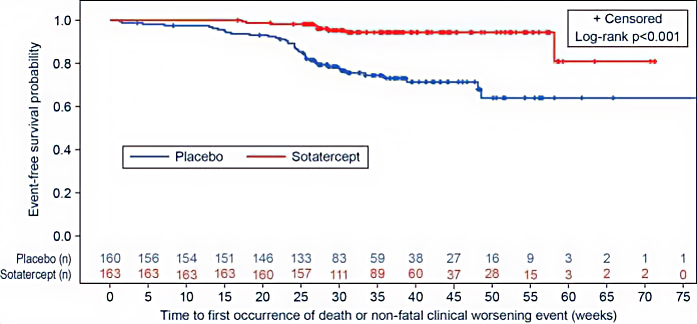 + Censored
Log-rank p<0.001
1.0
0.8
0.6
0.4
0.2
0.0
Event-free survival probability
Placebo Sotatercept
Placebo (n) 160 156 154 151 146 133 83 59 38 27 16 9 3 2 1 1
Sotatercept (n) 163 163 163 163 160 157 111 89 60 37 28 15 3 2 2 0
0 5 10 15 20 25 30 35 40 45 50 55 60 65 70 75
Time to first occurrence of death or non-fatal clinical worsening event (weeks)